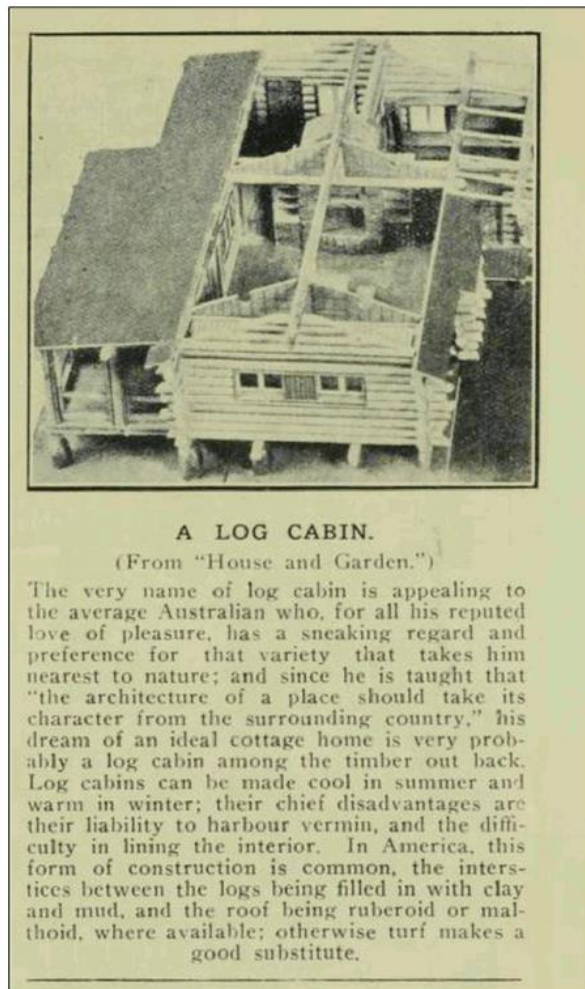 A LOG CABIN.
(From "House and Garden.")
The very name of log cabin is appealing to
the average Australian who, for all his reputed
love of pleasure, has a sneaking regard and
preference for that variety that takes him
nearest to nature; and since he is taught that
"the architecture of a place should take its
character from the surrounding country," his
dream of an ideal cottage home is very prob-
ably a log cabin among the timber out back.
Log cabins can be made cool in summer and
warm in winter; their chief disadvantages are
their liability to harbour vermin, and the diffi-
culty in lining the interior. In America, this
form of construction is common, the inters-
tices between the logs being filled in with clay
and mud, and the roof being ruberoid or mal-
thoid, where available; otherwise turf makes a
good substitute.